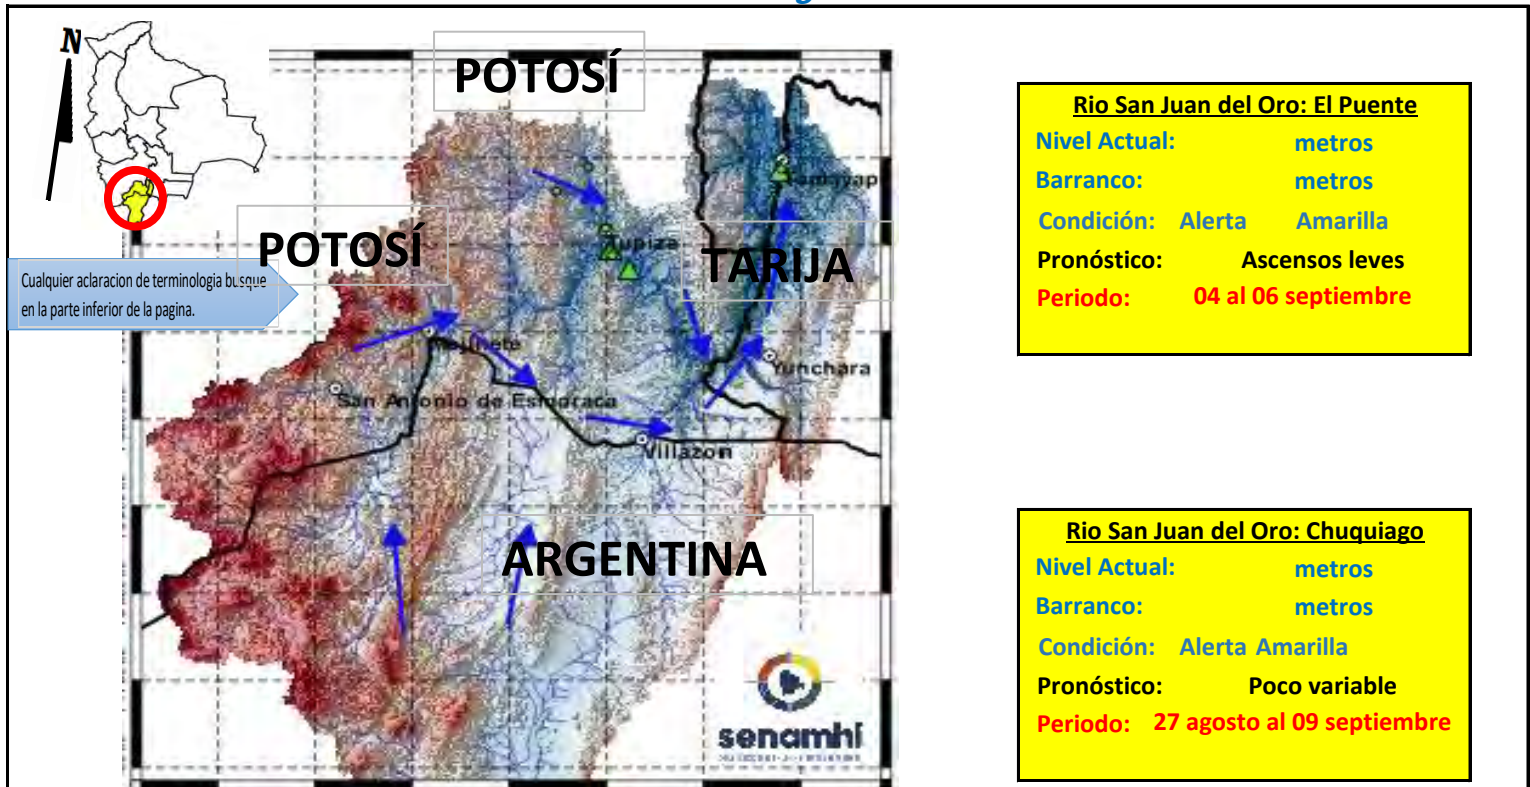 N
POTOSÍ
POTOSÍ
TARIJA
Tupiza
Cualquier aclaracion de terminologia busque
en la parte inferior de la pagina.
Yunchara
San Antonio de Esmoraca
Villazon
ARGENTINA
senamhi
Rio San Juan del Oro: El Puente
Nivel Actual: metros
Barranco: metros
Condición: Alerta Amarilla
Pronóstico: Ascensos leves
Periodo: 04 al 06 septiembre
Rio San Juan del Oro: Chuquiago
Nivel Actual: metros
Barranco: metros
Condición: Alerta Amarilla
Pronóstico: Poco variable
Periodo: 27 agosto al 09 septiembre